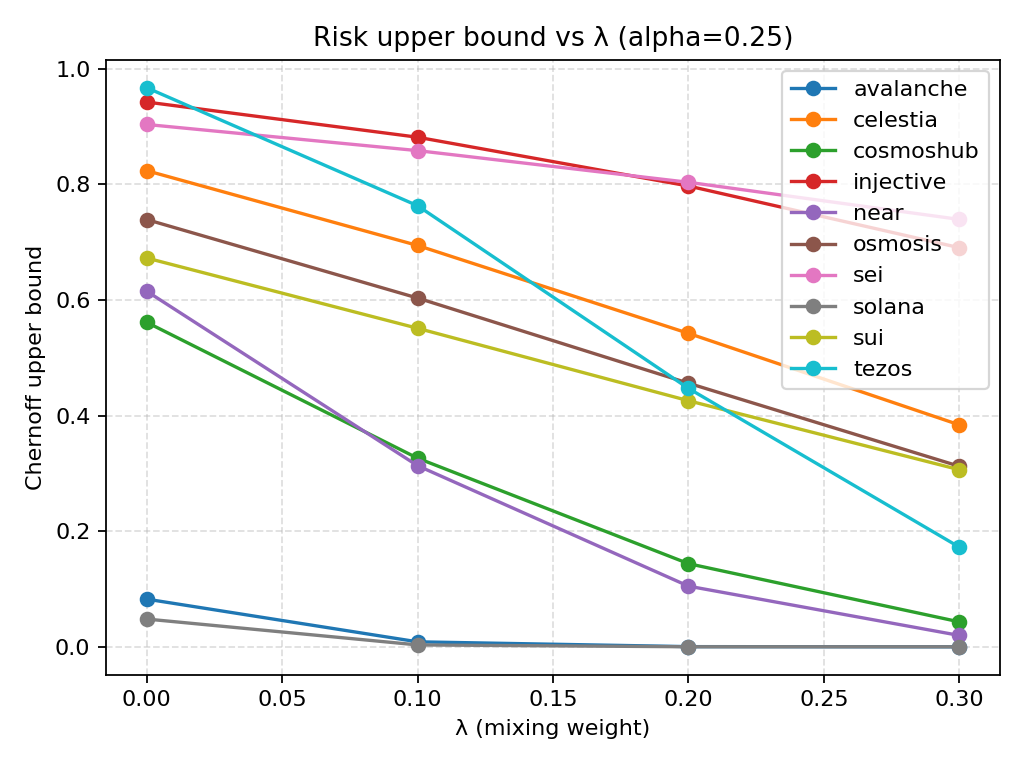 Risk upper bound vs λ (alpha=0.25)
1.0
0.8
0.6
0.4
0.2
0.0
Chernoff upper bound
avalanche
celestia
cosmoshub
injective
near
osmosis
sei
solana
sui
tezos
0.00 0.05 0.10 0.15 0.20 0.25 0.30
λ (mixing weight)